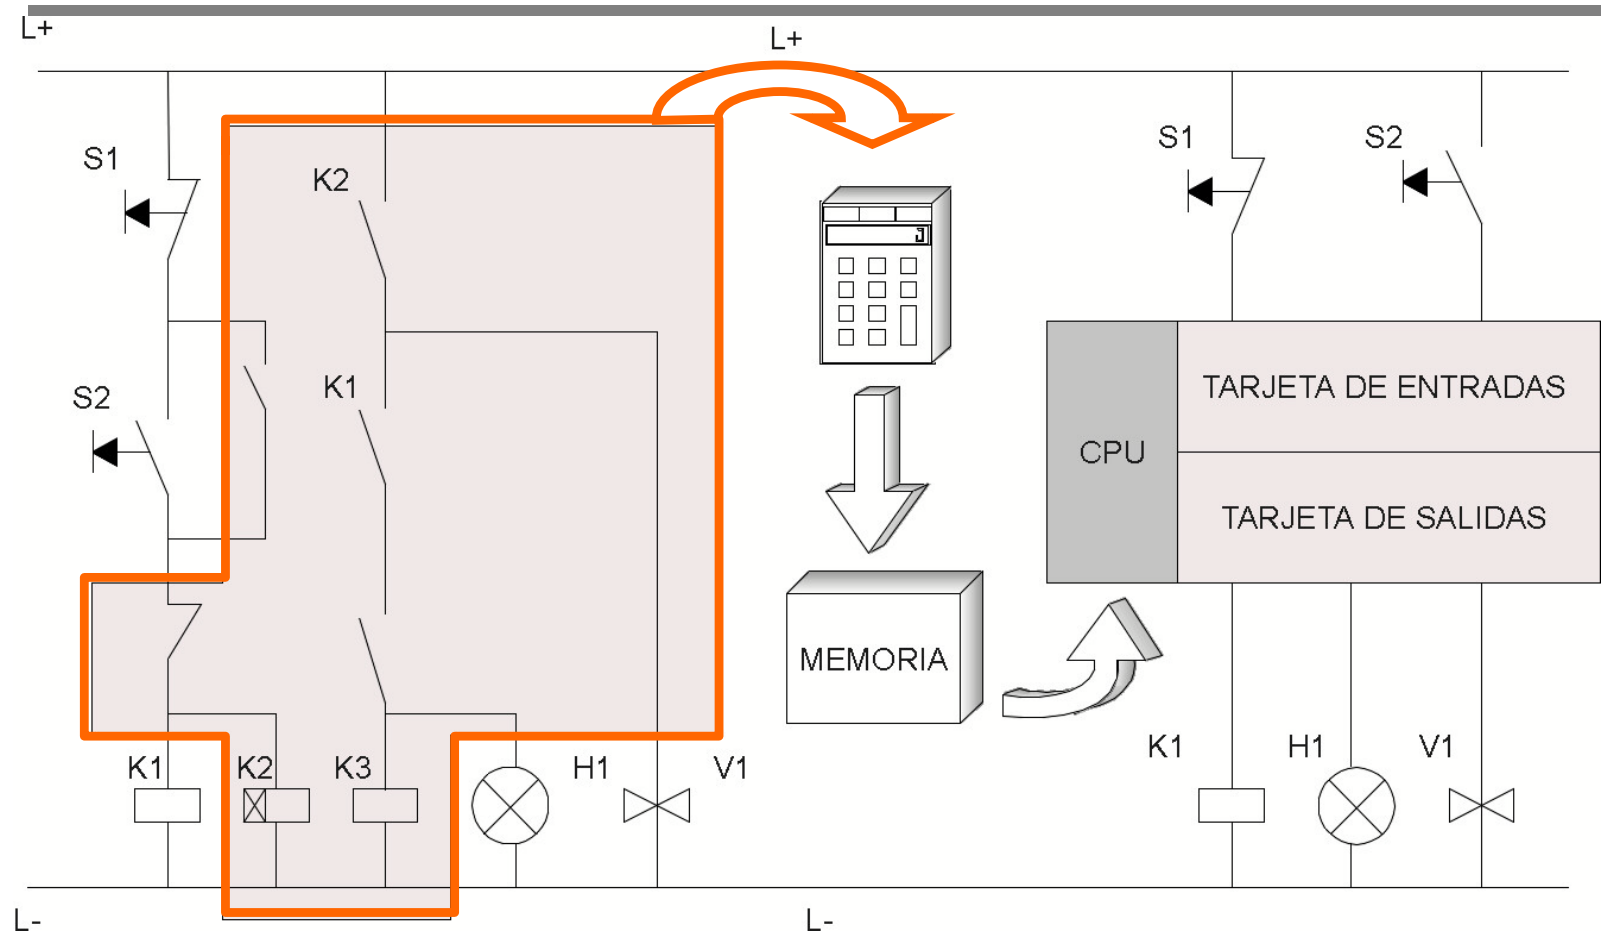 L+
L+
S1
K2
S1
S2
S2
K1
TARJETA DE ENTRADAS
CPU
TARJETA DE SALIDAS
MEMORIA
K1
K2
K3
H1
V1
K1
H1
V1
L-
L-